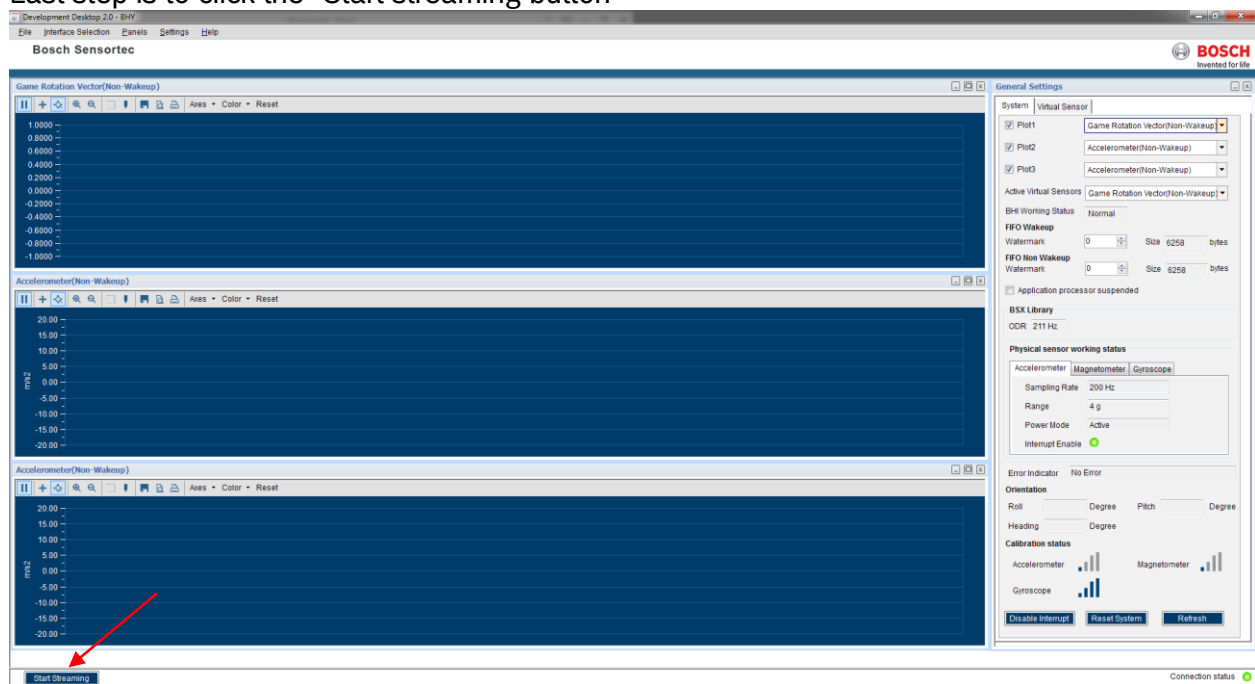 Last step is to click the "Start streaming button"
Development Desktop 2.0 - BHY
File Interface Selection Panels Settings Help
Bosch Sensortec
BOSCH
Invented for life
Game Rotation Vector(Non-Wakeup)
Axes Color Reset
1.0000
0.8000
0.6000
0.4000
0.2000
0.0000
-0.2000
-0.4000
-0.6000
-0.8000
-1.0000
Accelerometer(Non-Wakeup)
Axes Color Reset
20.00
15.00
10.00
5.00
m/s2
0.00
-5.00
-10.00
-15.00
-20.00
Accelerometer(Non-Wakeup)
Axes Color Reset
20.00
15.00
10.00
5.00
m/s2
0.00
-5.00
-10.00
-15.00
-20.00
General Settings
System Virtual Sensor
Plot1 Game Rotation Vector(Non-Wakeup)
Plot2 Accelerometer(Non-Wakeup)
Plot3 Accelerometer(Non-Wakeup)
Active Virtual Sensors Game Rotation Vector(Non-Wakeup)
BHI Working Status Normal
FIFO Wakeup
Watermark 0 Size 6258 bytes
FIFO Non Wakeup
Watermark 0 Size 6258 bytes
Application processor suspended
BSX Library
ODR 211 Hz
Physical sensor working status
Accelerometer Magnetometer Gyroscope
Sampling Rate 200 Hz
Range 4 g
Power Mode Active
Interrupt Enable
Error Indicator No Error
Orientation
Roll Degree Pitch Degree
Heading Degree
Calibration status
Accelerometer Magnetometer
Gyroscope
Disable Interrupt Reset System Refresh
Start Streaming
Connection status